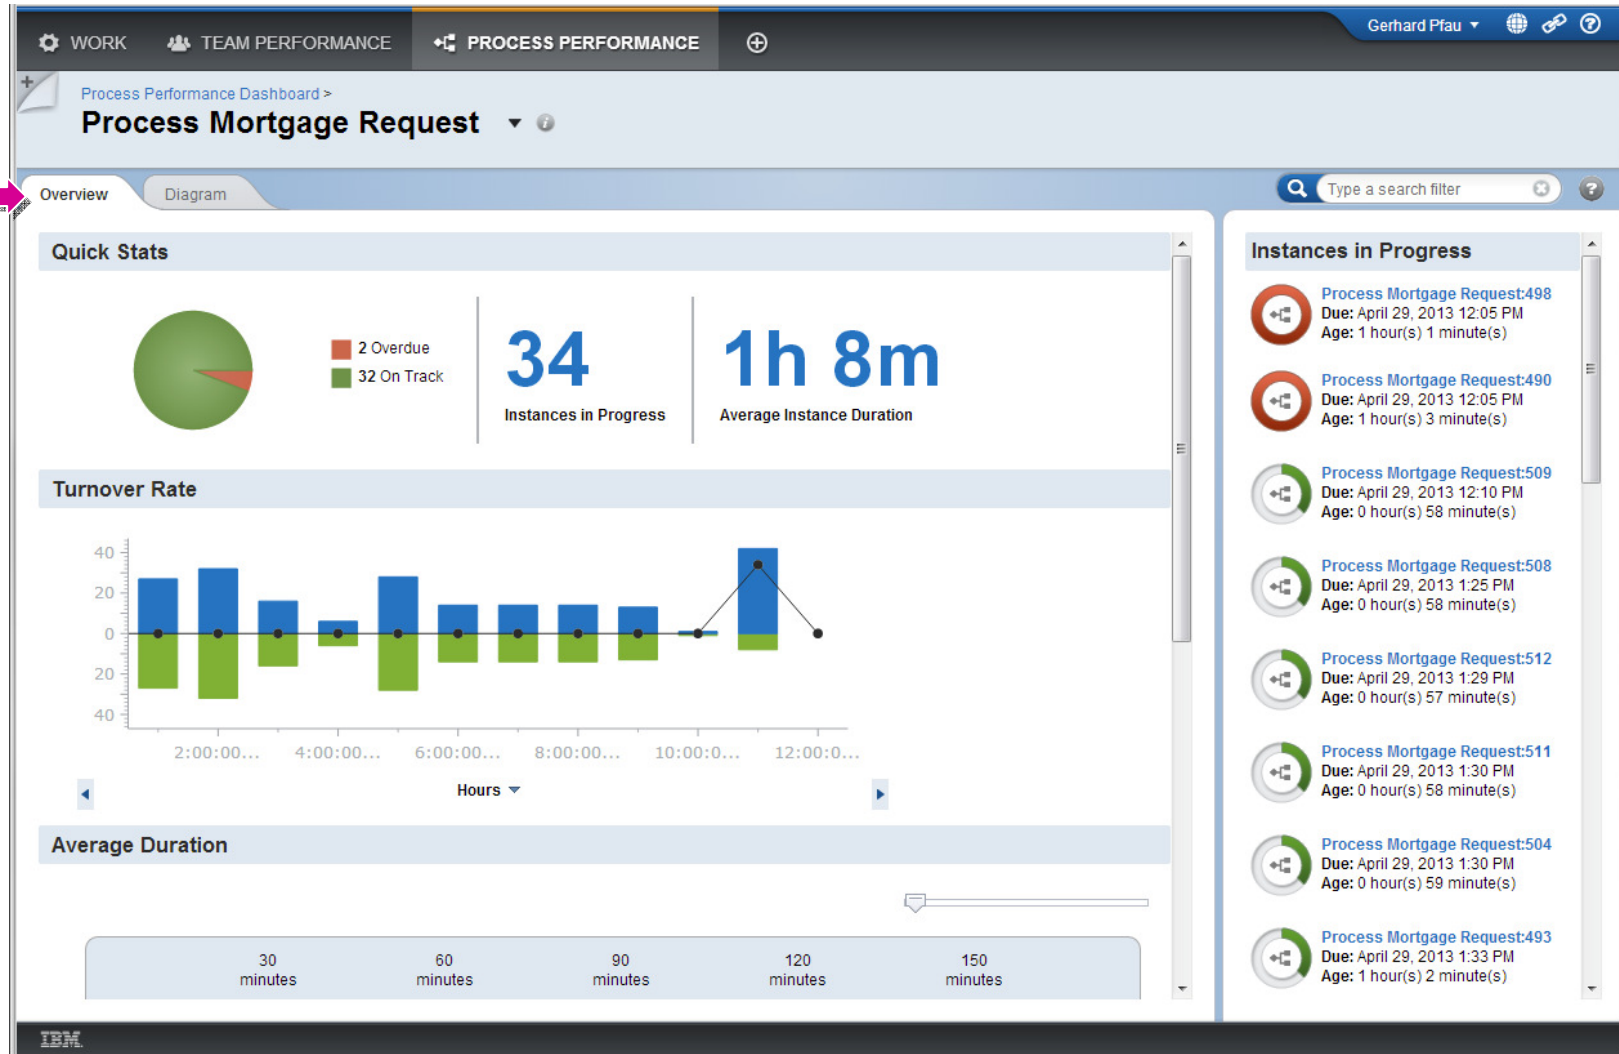 Gerhard Pfau
WORK
TEAM PERFORMANCE
PROCESS PERFORMANCE
Process Performance Dashboard >
Process Mortgage Request
Overview
Diagram
Type a search filter
Quick Stats
2 Overdue
32 On Track
34
Instances in Progress
1h 8m
Average Instance Duration
Turnover Rate
40
20
0
20
40
2:00:00...
4:00:00...
6:00:00...
8:00:00...
10:00:0...
12:00:0...
Hours
Average Duration
30
minutes
60
minutes
90
minutes
120
minutes
150
minutes
Instances in Progress
Process Mortgage Request:498
Due: April 29, 2013 12:05 PM
Age: 1 hour(s) 1 minute(s)
Process Mortgage Request:490
Due: April 29, 2013 12:05 PM
Age: 1 hour(s) 3 minute(s)
Process Mortgage Request:509
Due: April 29, 2013 12:10 PM
Age: 0 hour(s) 58 minute(s)
Process Mortgage Request:508
Due: April 29, 2013 1:25 PM
Age: 0 hour(s) 58 minute(s)
Process Mortgage Request:512
Due: April 29, 2013 1:29 PM
Age: 0 hour(s) 57 minute(s)
Process Mortgage Request:511
Due: April 29, 2013 1:30 PM
Age: 0 hour(s) 58 minute(s)
Process Mortgage Request:504
Due: April 29, 2013 1:30 PM
Age: 0 hour(s) 59 minute(s)
Process Mortgage Request:493
Due: April 29, 2013 1:33 PM
Age: 1 hour(s) 2 minute(s)
IBM.